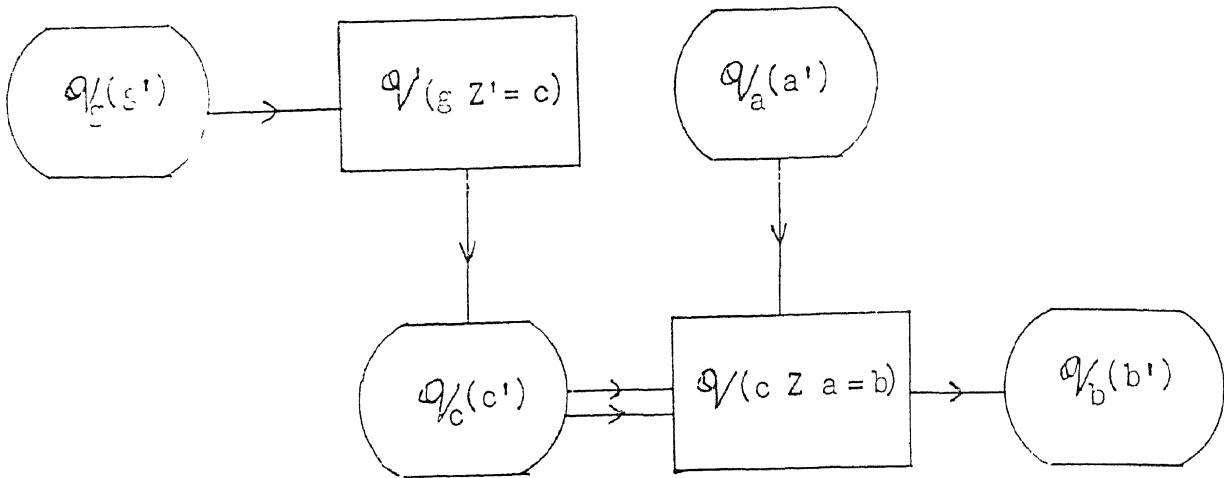 𝒱g(g')
𝒱'(g Z' = c)
𝒱a(a')
𝒱c(c')
𝒱(c Z a = b)
𝒱b(b')